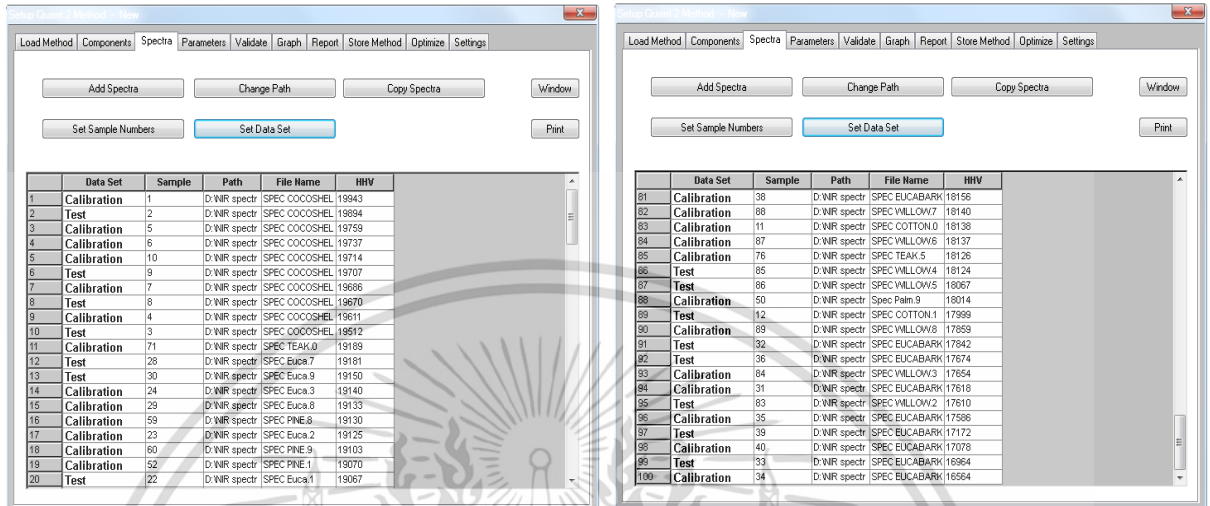 Setup Quant 2 Method - New
Load Method Components Spectra Parameters Validate Graph Report Store Method Optimize Settings
Add Spectra Change Path Copy Spectra Window
Set Sample Numbers Set Data Set Print
Data Set Sample Path File Name HHV
1 Calibration 1 D:\NIR spectr SPEC COCOSHEL 19943
2 Test 2 D:\NIR spectr SPEC COCOSHEL 19894
3 Calibration 5 D:\NIR spectr SPEC COCOSHEL 19759
4 Calibration 6 D:\NIR spectr SPEC COCOSHEL 19737
5 Calibration 10 D:\NIR spectr SPEC COCOSHEL 19714
6 Test 9 D:\NIR spectr SPEC COCOSHEL 19707
7 Calibration 7 D:\NIR spectr SPEC COCOSHEL 19686
8 Test 8 D:\NIR spectr SPEC COCOSHEL 19670
9 Calibration 4 D:\NIR spectr SPEC COCOSHEL 19611
10 Test 3 D:\NIR spectr SPEC COCOSHEL 19512
11 Calibration 71 D:\NIR spectr SPEC TEAK.0 19189
12 Test 28 D:\NIR spectr SPEC Euca.7 19181
13 Test 30 D:\NIR spectr SPEC Euca.9 19150
14 Calibration 24 D:\NIR spectr SPEC Euca.3 19140
15 Calibration 29 D:\NIR spectr SPEC Euca.8 19133
16 Calibration 59 D:\NIR spectr SPEC PINE.8 19130
17 Calibration 23 D:\NIR spectr SPEC Euca.2 19125
18 Calibration 60 D:\NIR spectr SPEC PINE.9 19103
19 Calibration 52 D:\NIR spectr SPEC PINE.1 19070
20 Test 22 D:\NIR spectr SPEC Euca.1 19067
Setup Quant 2 Method - New
Load Method Components Spectra Parameters Validate Graph Report Store Method Optimize Settings
Add Spectra Change Path Copy Spectra Window
Set Sample Numbers Set Data Set Print
Data Set Sample Path File Name HHV
81 Calibration 38 D:\NIR spectr SPEC EUCABARK 18156
82 Calibration 88 D:\NIR spectr SPEC WILLOW.7 18140
83 Calibration 11 D:\NIR spectr SPEC COTTON.0 18138
84 Calibration 87 D:\NIR spectr SPEC WILLOW.6 18137
85 Calibration 76 D:\NIR spectr SPEC TEAK.5 18126
86 Test 85 D:\NIR spectr SPEC WILLOW.4 18124
87 Test 86 D:\NIR spectr SPEC WILLOW.5 18067
88 Calibration 50 D:\NIR spectr Spec Palm.9 18014
89 Test 12 D:\NIR spectr SPEC COTTON.1 17999
90 Calibration 89 D:\NIR spectr SPEC WILLOW.8 17859
91 Test 32 D:\NIR spectr SPEC EUCABARK 17842
92 Test 36 D:\NIR spectr SPEC EUCABARK 17674
93 Calibration 84 D:\NIR spectr SPEC WILLOW.3 17654
94 Calibration 31 D:\NIR spectr SPEC EUCABARK 17618
95 Test 83 D:\NIR spectr SPEC WILLOW.2 17610
96 Calibration 35 D:\NIR spectr SPEC EUCABARK 17586
97 Test 39 D:\NIR spectr SPEC EUCABARK 17172
98 Calibration 40 D:\NIR spectr SPEC EUCABARK 17078
99 Test 33 D:\NIR spectr SPEC EUCABARK 16964
100 Calibration 34 D:\NIR spectr SPEC EUCABARK 16564